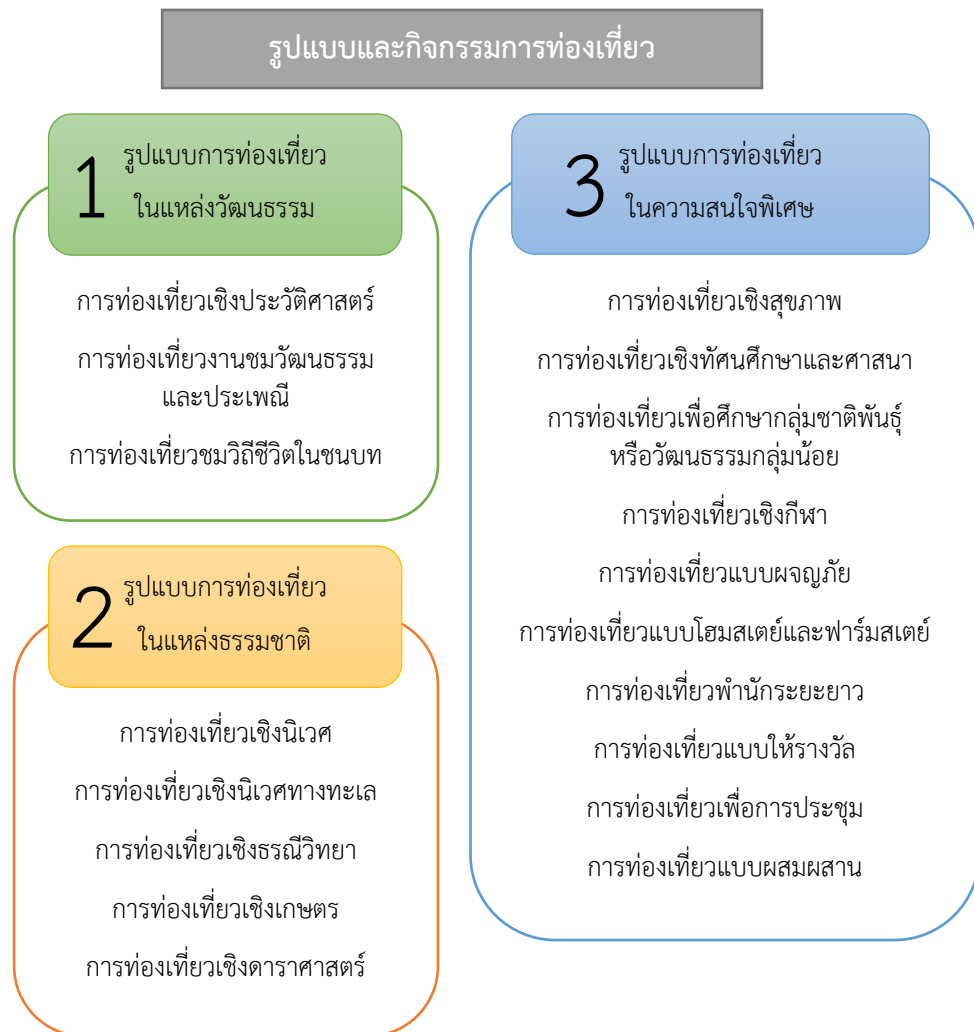 รูปแบบและกิจกรรมการท่องเที่ยว
1
รูปแบบการท่องเที่ยว
ในแหล่งวัฒนธรรม
การท่องเที่ยวเชิงประวัติศาสตร์
การท่องเที่ยวงานชมวัฒนธรรม
และประเพณี
การท่องเที่ยวชมวิถีชีวิตในชนบท
2
รูปแบบการท่องเที่ยว
ในแหล่งธรรมชาติ
การท่องเที่ยวเชิงนิเวศ
การท่องเที่ยวเชิงนิเวศทางทะเล
การท่องเที่ยวเชิงธรณีวิทยา
การท่องเที่ยวเชิงเกษตร
การท่องเที่ยวเชิงดาราศาสตร์
3
รูปแบบการท่องเที่ยว
ในความสนใจพิเศษ
การท่องเที่ยวเชิงสุขภาพ
การท่องเที่ยวเชิงทัศนศึกษาและศาสนา
การท่องเที่ยวเพื่อศึกษากลุ่มชาติพันธุ์
หรือวัฒนธรรมกลุ่มน้อย
การท่องเที่ยวเชิงกีฬา
การท่องเที่ยวแบบผจญภัย
การท่องเที่ยวแบบโฮมสเตย์และฟาร์มสเตย์
การท่องเที่ยวพำนักระยะยาว
การท่องเที่ยวแบบให้รางวัล
การท่องเที่ยวเพื่อการประชุม
การท่องเที่ยวแบบผสมผสาน